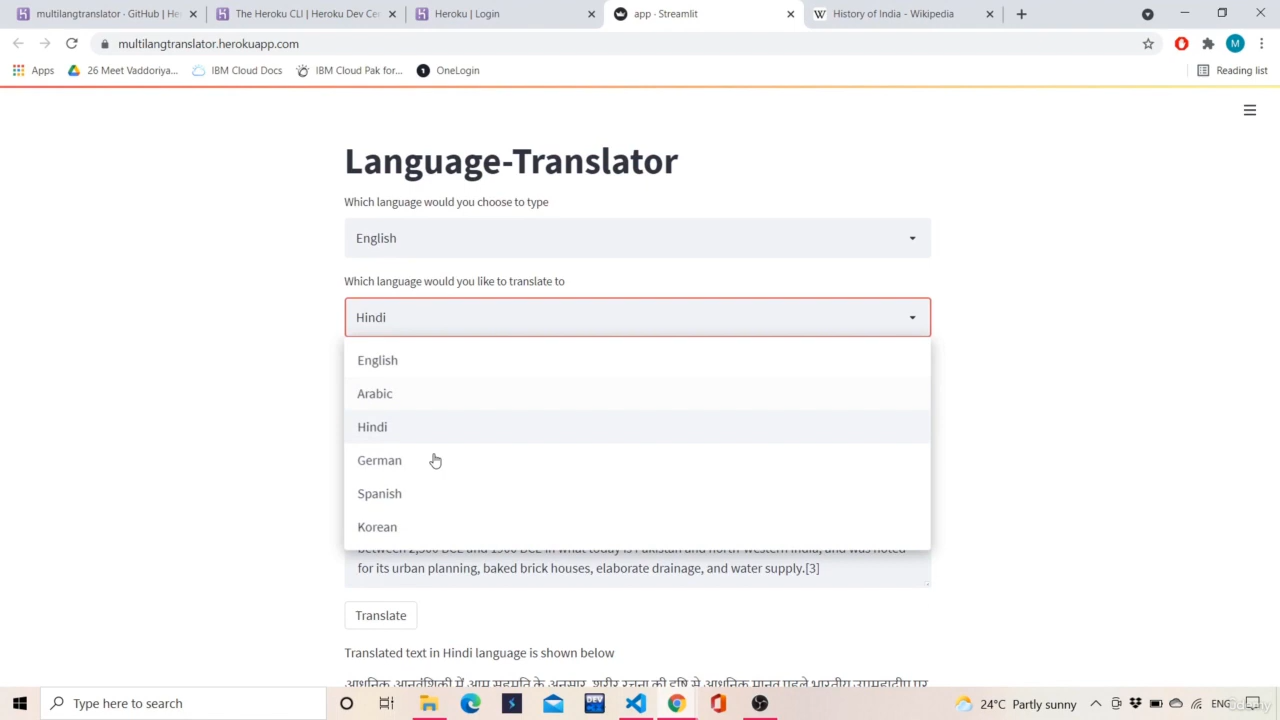 multilangtranslator - GitHub | He
The Heroku CLI | Heroku Dev Ce
Heroku | Login
app · Streamlit
History of India - Wikipedia
multilangtranslator.herokuapp.com
M
Apps
26 Meet Vaddoriya...
IBM Cloud Docs
IBM Cloud Pak for...
OneLogin
Reading list
Language-Translator
Which language would you choose to type
English
Which language would you like to translate to
Hindi
English
Arabic
Hindi
German
Spanish
Korean
for its urban planning, baked brick houses, elaborate drainage, and water supply.[3]
Translate
Translated text in Hindi language is shown below
Type here to search
24°C Partly sunny
ENG
Udemy